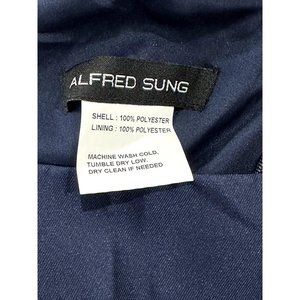 ALFRED SUNG
SHELL : 100% POLYESTER
LINING : 100% POLYESTER
MACHINE WASH COLD,
TUMBLE DRY LOW.
DRY CLEAN IF NEEDED